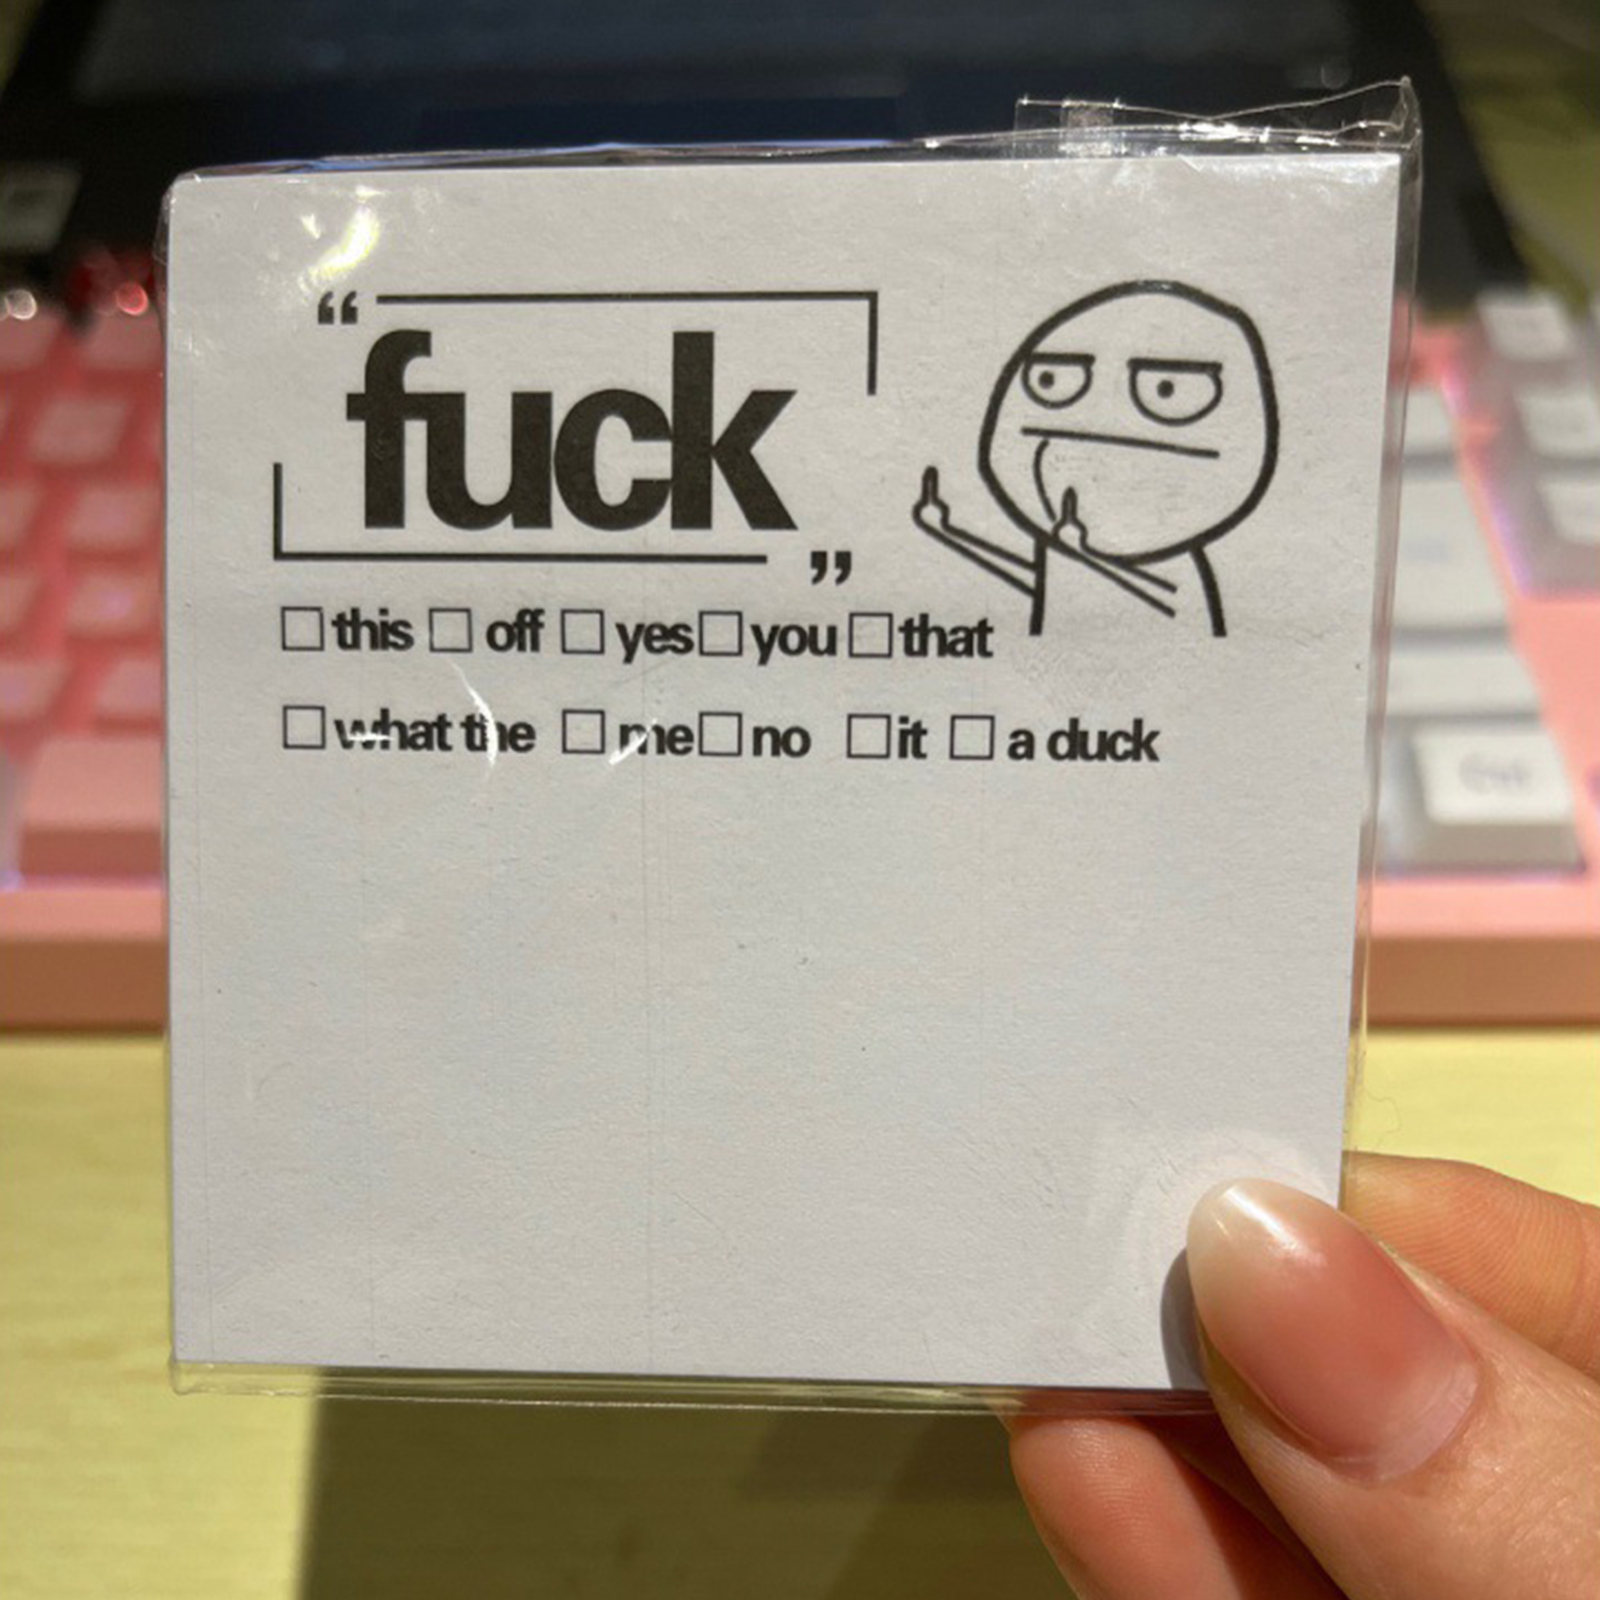 “fuck”
☐this ☐ off ☐ yes ☐ you ☐ that
☐ what the ☐ me ☐ no ☐ it ☐ a duck